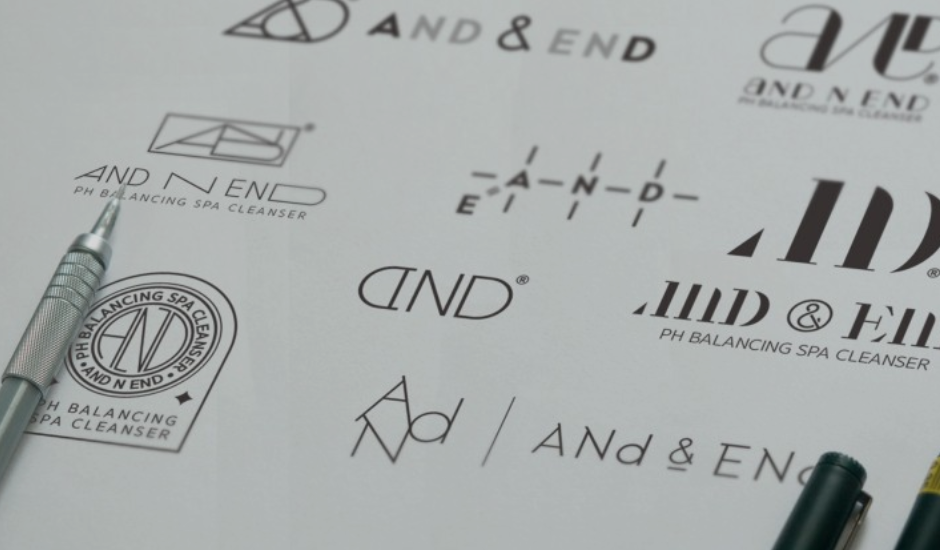 AND & END
AND N END
PH BALANCING SPA CLEANSER
AND N END
PH BALANCING SPA CLEANSER
A N D
E
AND®
AND & EN
PH BALANCING SPA CLEANSER
PH BALANCING SPA CLEANSER
AND
AND N END
PH BALANCING
SPA CLEANSER
ANd
ANd & ENd